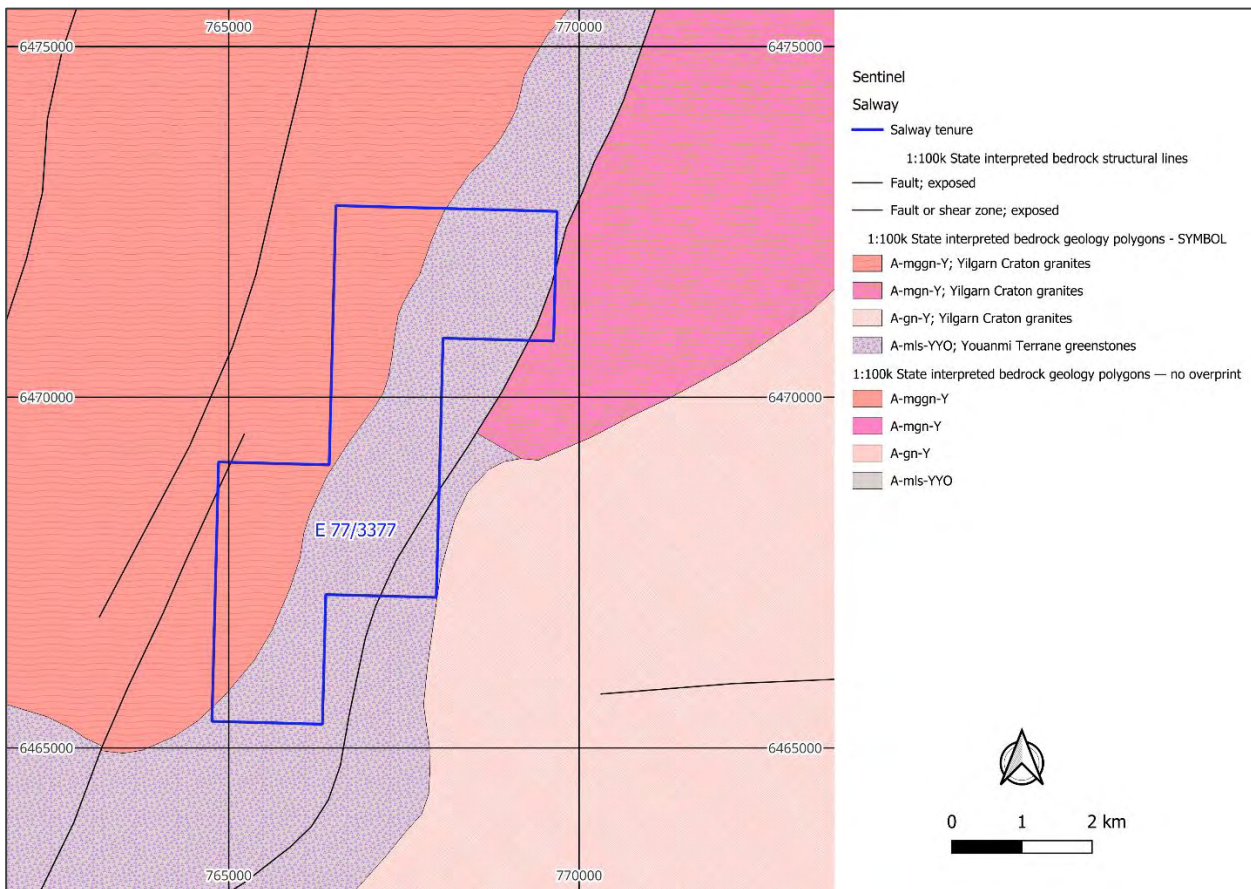 765000
770000
6475000
6475000
6470000
6470000
E 77/3377
6465000
6465000
765000
770000
Sentinel
Salway
Salway tenure
1:100k State interpreted bedrock structural lines
Fault; exposed
Fault or shear zone; exposed
1:100k State interpreted bedrock geology polygons - SYMBOL
A-mggn-Y; Yilgarn Craton granites
A-mgn-Y; Yilgarn Craton granites
A-gn-Y; Yilgarn Craton granites
A-mls-YYO; Youanmi Terrane greenstones
1:100k State interpreted bedrock geology polygons — no overprint
A-mggn-Y
A-mgn-Y
A-gn-Y
A-mls-YYO
0 1 2 km